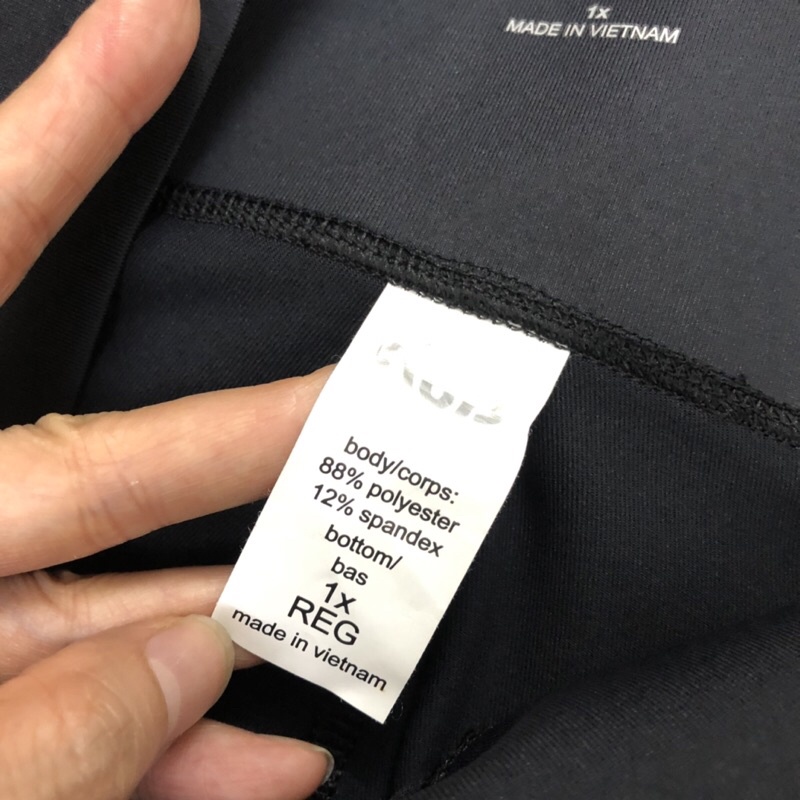 1x
MADE IN VIETNAM
body/corps:
88% polyester
12% spandex
bottom/
bas
1x
REG
made in vietnam